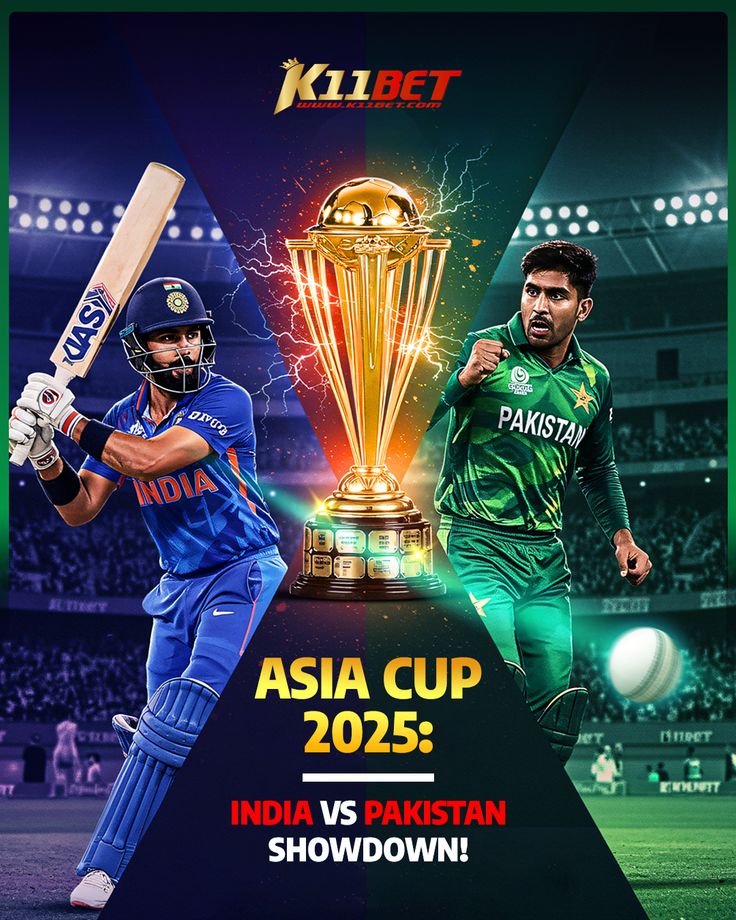 K11BET
WWW.K11BET.COM
INDIA
PAKISTAN
ASIA CUP
2025:
INDIA VS PAKISTAN
SHOWDOWN!